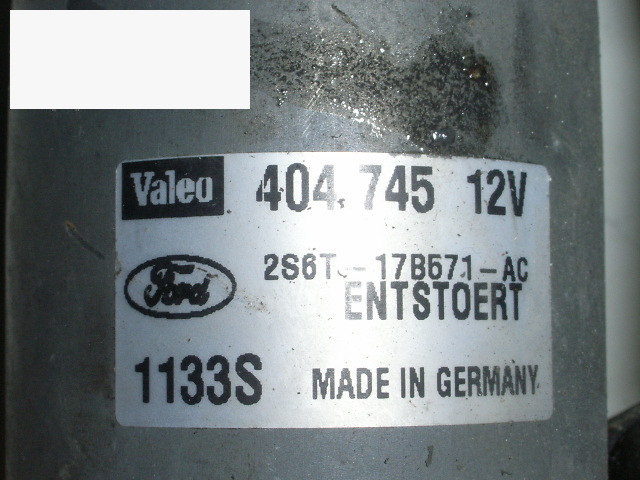 Valeo 404.745 12V
Ford 2S6T-17B571-AC
ENTSTOERT
1133S MADE IN GERMANY